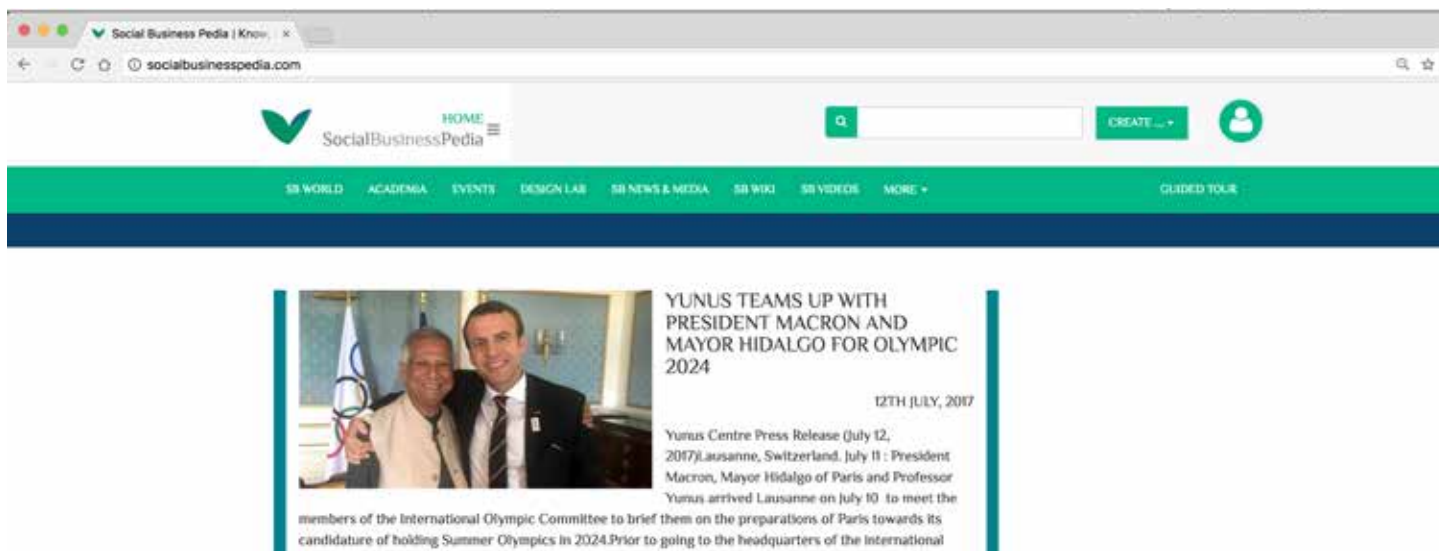 Social Business Pedia | Know
socialbusinesspedia.com
HOME
SocialBusinessPedia
CREATE ...
SB WORLD ACADEMIA EVENTS DESIGN LAB SB NEWS & MEDIA SB WIKI SB VIDEOS MORE GUIDED TOUR
YUNUS TEAMS UP WITH
PRESIDENT MACRON AND
MAYOR HIDALGO FOR OLYMPIC
2024
12TH JULY, 2017
Yunus Centre Press Release (July 12,
2017)Lausanne, Switzerland. July 11 : President
Macron, Mayor Hidalgo of Paris and Professor
Yunus arrived Lausanne on July 10 to meet the
members of the International Olympic Committee to brief them on the preparations of Paris towards its
candidature of holding Summer Olympics in 2024.Prior to going to the headquarters of the International